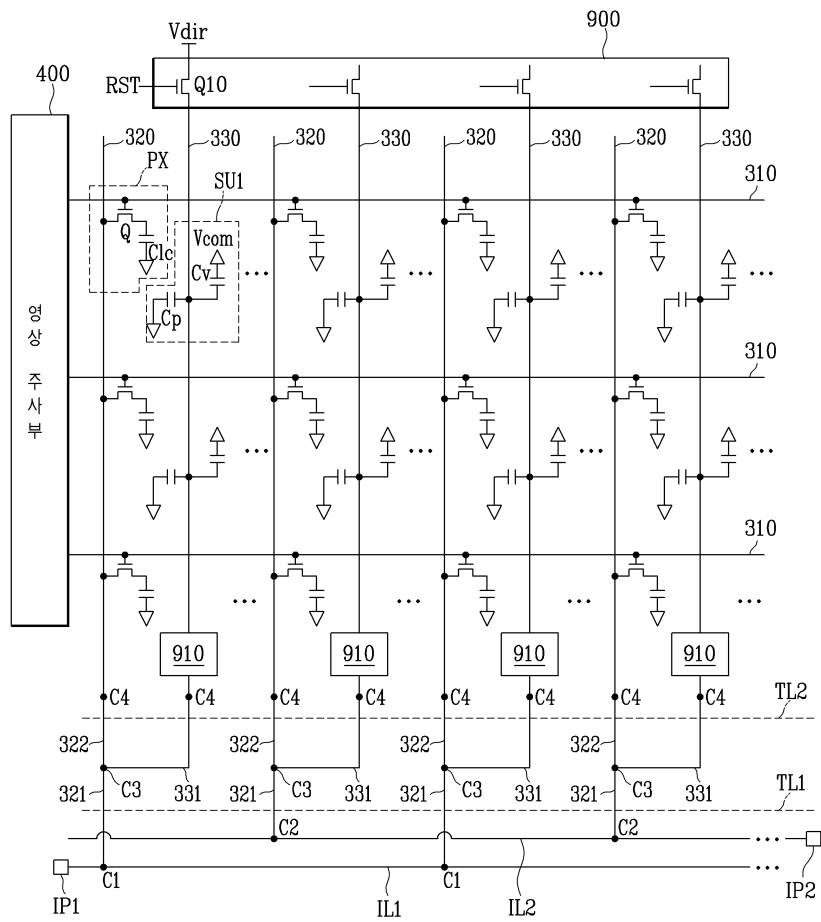 Vdir
900
RST
Q10
400
320 330 320 330 320 330 320 330
PX
SU1
310
Q
Clc
Vcom
Cv
Cp
영상 주사부
310
310
910 910 910 910
C4 C4 C4 C4 C4 C4 C4 C4
TL2
322 322 322 322
C3 C3 C3 C3
321 331 321 331 321 331 321 331
TL1
C2 C2
C1 C1
IP1 IL1 IL2 IP2